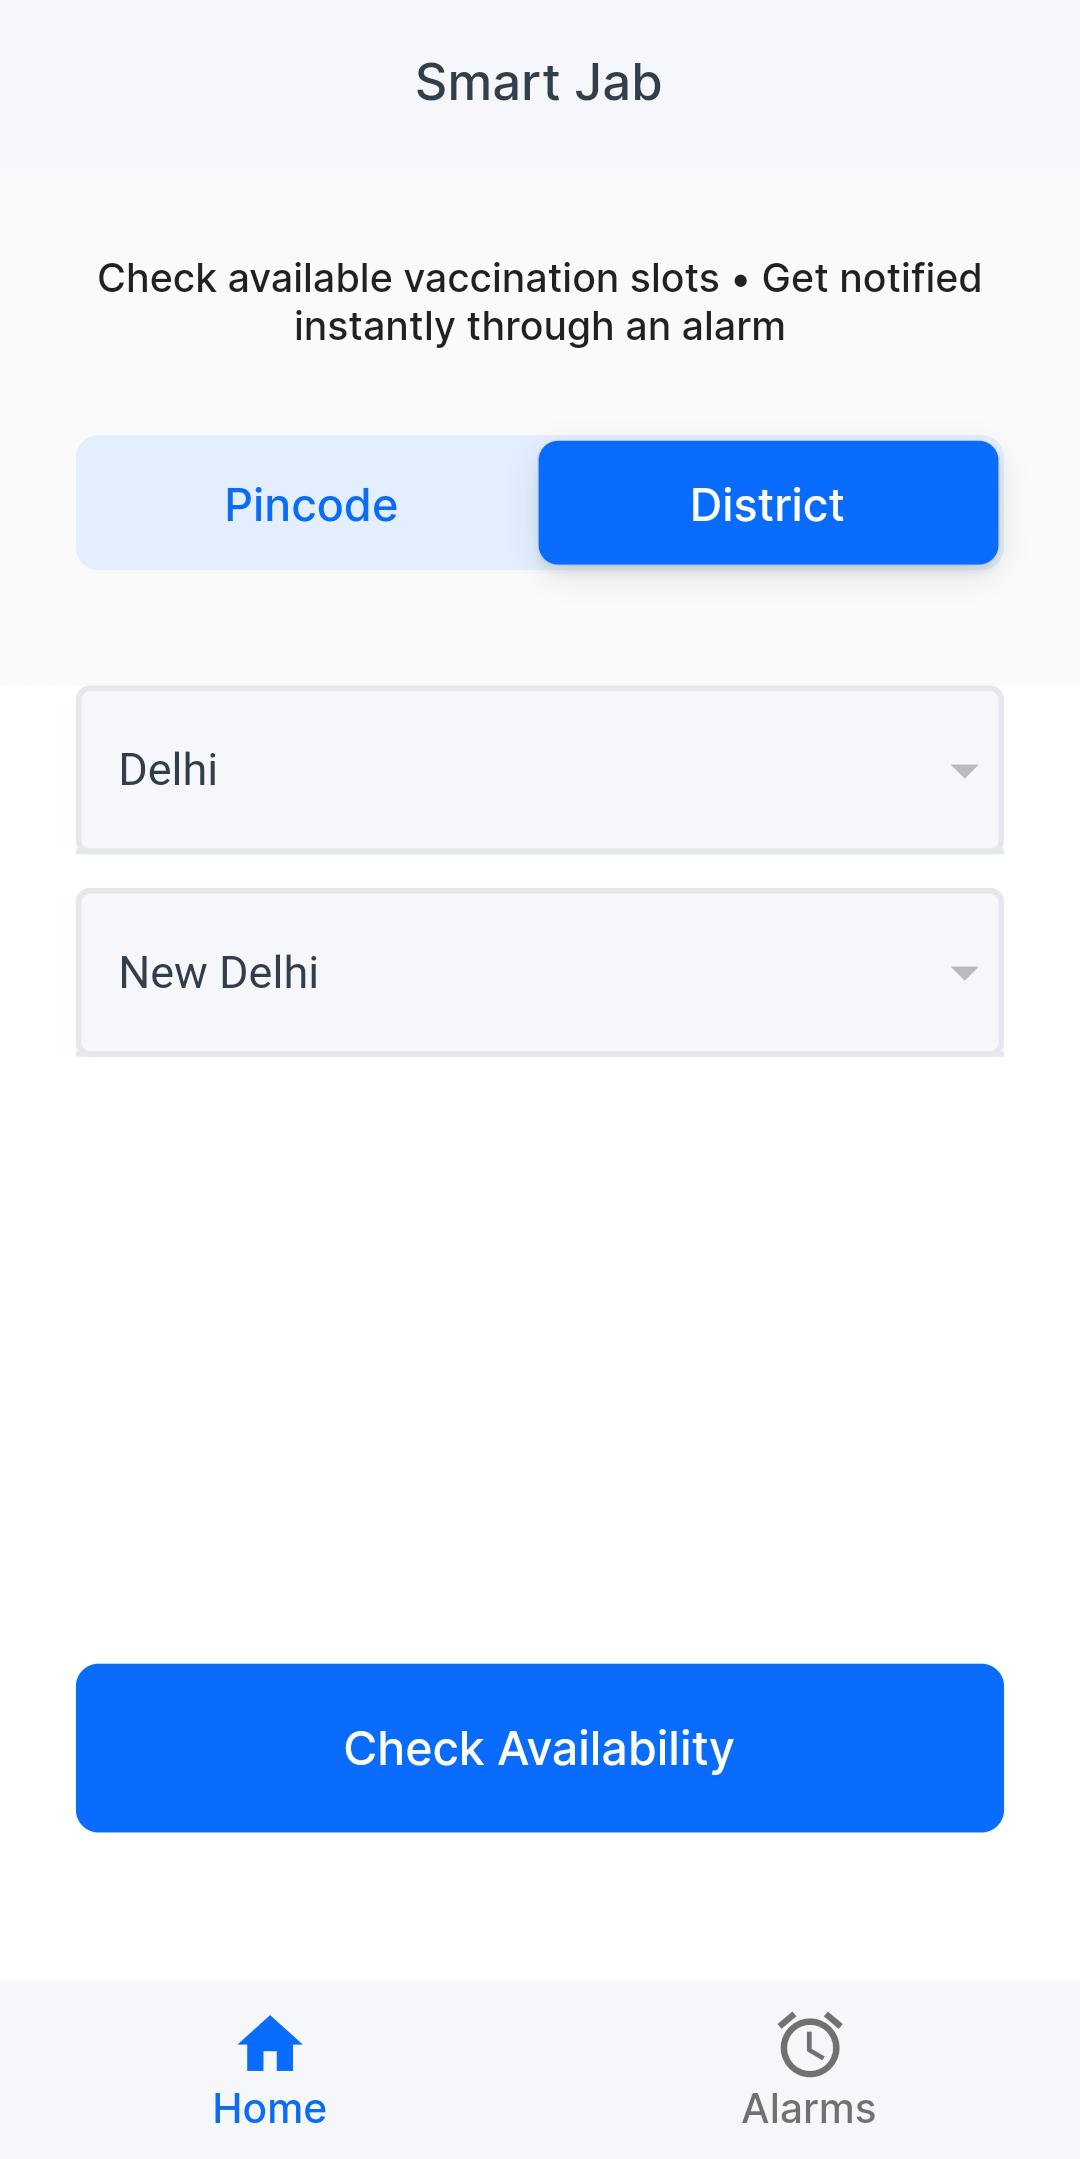 Smart Jab
Check available vaccination slots • Get notified
instantly through an alarm
Pincode
District
Delhi
New Delhi
Check Availability
Home
Alarms